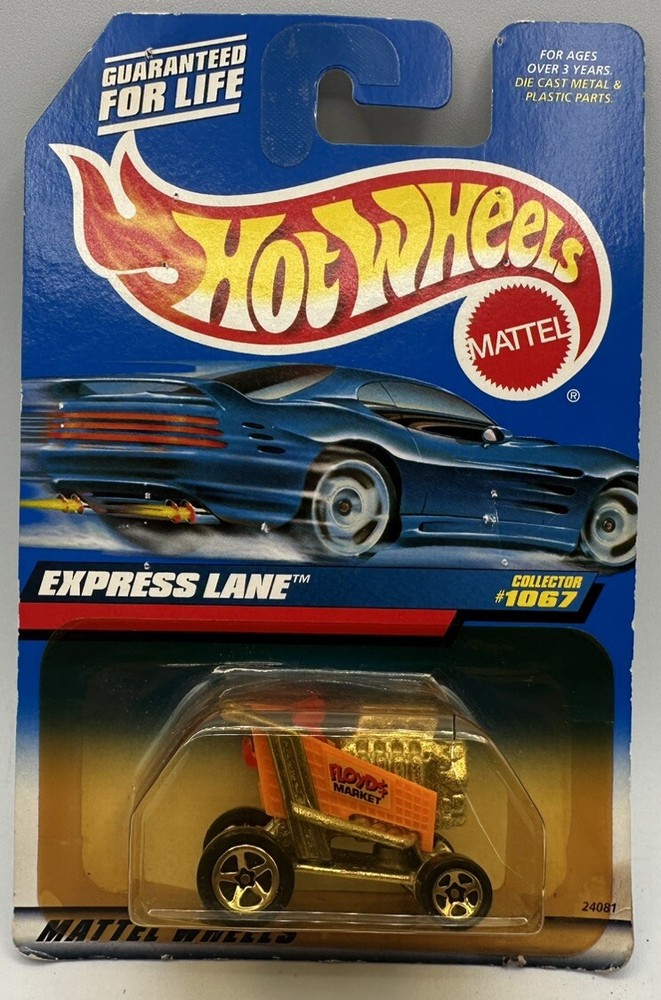 GUARANTEED
FOR LIFE
FOR AGES
OVER 3 YEARS.
DIE CAST METAL &
PLASTIC PARTS.
HOT WHEELS
MATTEL
®
EXPRESS LANE™
COLLECTOR
#1067
FLOYD'S
MARKET
24081
MATTEL WHEELS